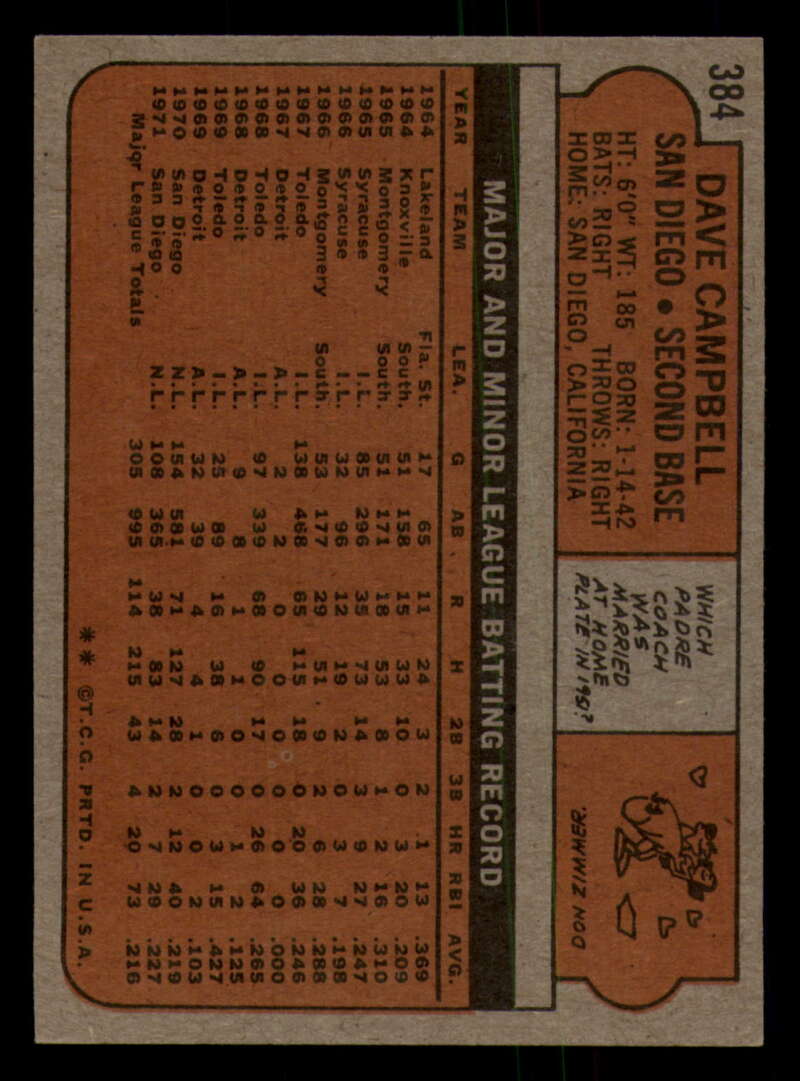 384
DAVE CAMPBELL
SAN DIEGO • SECOND BASE
HT: 6'0" WT: 185 BORN: 1-14-42
BATS: RIGHT THROWS: RIGHT
HOME: SAN DIEGO, CALIFORNIA
WHICH
PADRE
COACH
WAS
MARRIED
AT HOME
PLATE IN 1951?
DON ZIMMER.
MAJOR AND MINOR LEAGUE BATTING RECORD
YEAR TEAM LEA. G AB R H 2B 3B HR RBI AVG.
1964 Lakeland Fla. St. 17 65 11 24 3 2 1 13 .369
1964 Knoxville South. 51 158 15 33 10 0 3 20 .209
1965 Montgomery South. 51 171 18 53 8 1 2 16 .310
1965 Syracuse I.L. 85 296 35 73 14 3 9 27 .247
1966 Syracuse I.L. 32 96 12 19 2 0 3 7 .198
1966 Montgomery South. 53 177 29 51 9 2 6 28 .288
1967 Toledo I.L. 138 468 65 115 18 0 20 36 .246
1967 Detroit A.L. 2 2 0 0 0 0 0 0 .000
1968 Toledo I.L. 97 339 68 90 17 0 26 64 .265
1968 Detroit A.L. 9 8 1 1 0 0 1 2 .125
1969 Toledo I.L. 25 89 16 38 6 0 3 15 .427
1969 Detroit A.L. 32 39 4 4 1 0 0 2 .103
1970 San Diego N.L. 154 581 71 127 28 2 12 40 .219
1971 San Diego N.L. 108 365 38 83 14 2 7 29 .227
Major League Totals 305 995 114 215 43 4 20 73 .216
** ©T.C.G. PRTD. IN U.S.A.